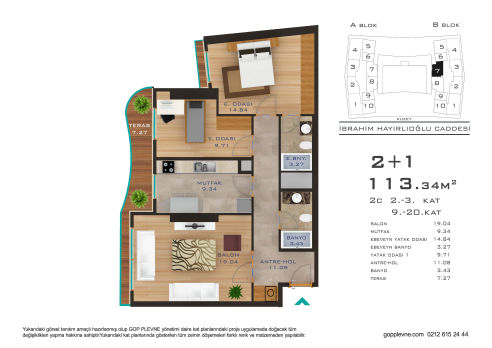 A BLOK
B BLOK
5
6
4
6
5
4
3
7
7
3
2
8
8
2
1
9
9
1
10
10
KUZEY
İBRAHİM HAYIRLIOĞLU CADDESİ
2+1
113.34M²
2C 2.-3. KAT
9.-20.KAT
SALON 19.04
MUTFAK 9.34
EBEVEYN YATAK ODASI 14.84
EBEVEYN BANYO 3.27
YATAK ODASI 1 9.71
ANTRE-HOL 11.08
BANYO 3.43
TERAS 7.27
E. ODASI
14.84
TERAS
7.27
Y. ODASI
9.71
E.BNY.
3.27
MUTFAK
9.34
BANYO
3.43
SALON
19.04
ANTRE-HOL
11.08
Yukarıdaki görsel tanıtım amaçlı hazırlanmış olup GOP PLEVNE yönetimi daire kat planlarındaki proje uygulamada doğacak tüm
değişiklikleri yapma hakkına sahiptir.Yukarıdaki kat planlarında gösterilen tüm zemin döşemeleri farklı renk ve malzemeden yapılabilir.
gopplevne.com 0212 615 24 44